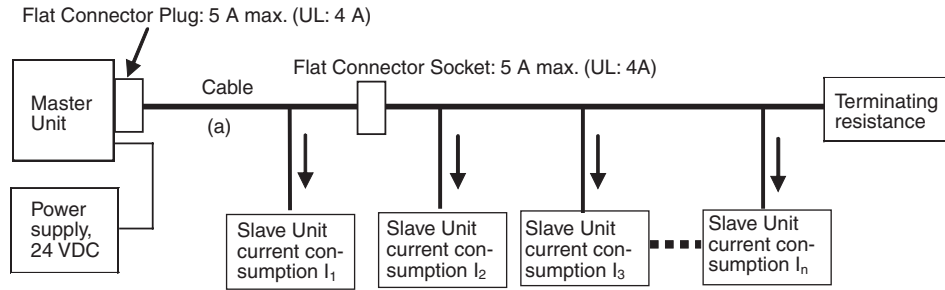 Flat Connector Plug: 5 A max. (UL: 4 A)
Flat Connector Socket: 5 A max. (UL: 4A)
Master
Unit
Cable
(a)
Terminating
resistance
Power
supply,
24 VDC
Slave Unit
current con-
sumption I₁
Slave Unit
current con-
sumption I₂
Slave Unit
current con-
sumption I₃
Slave Unit
current con-
sumption Iₙ